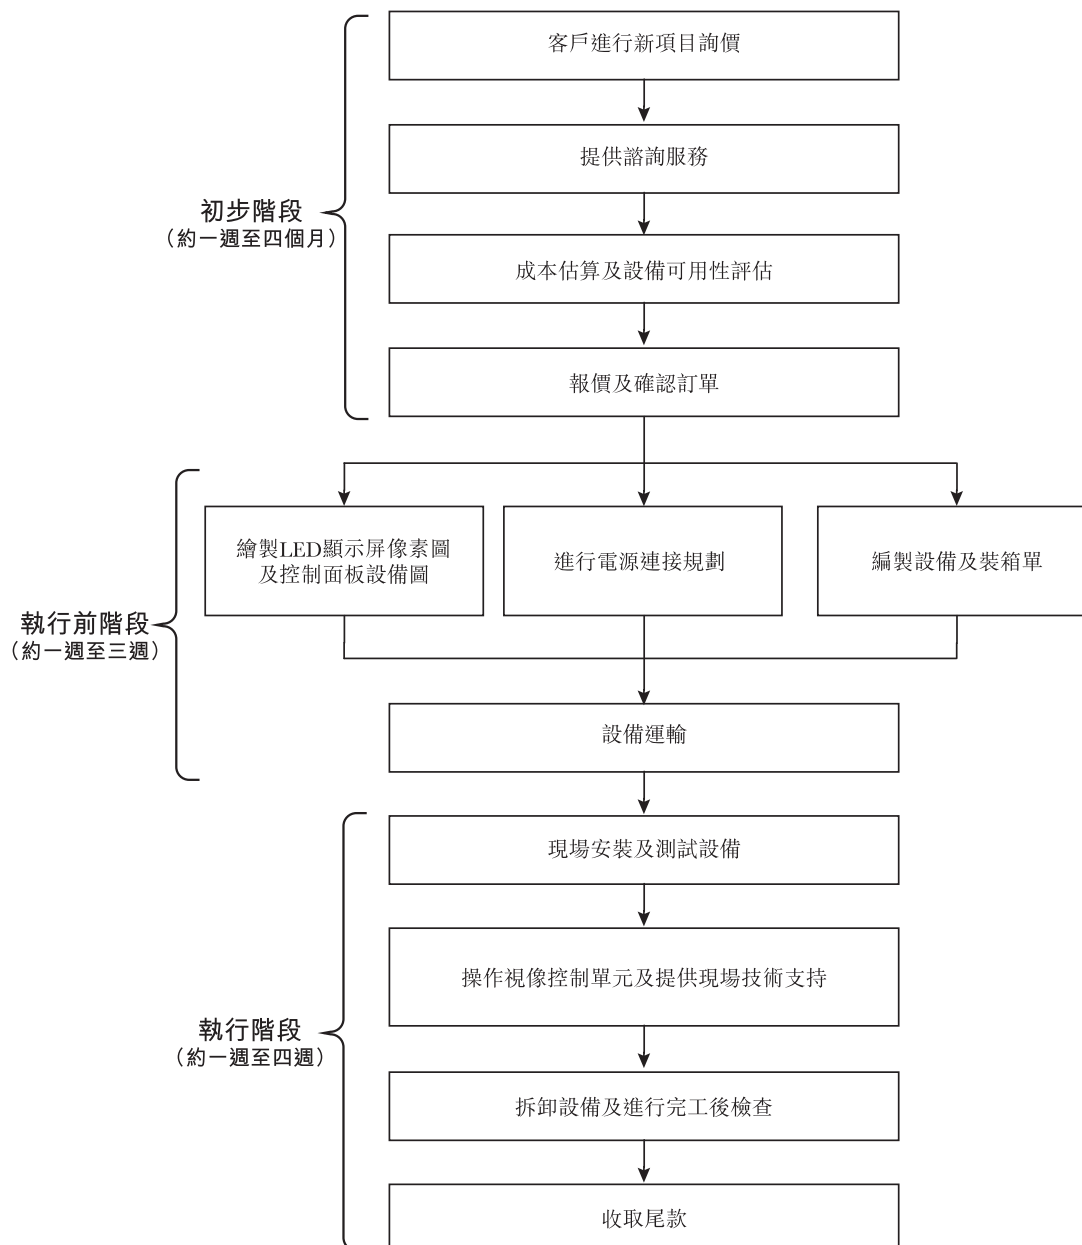 客戶進行新項目詢價
提供諮詢服務
初步階段
（約一週至四個月）
成本估算及設備可用性評估
報價及確認訂單
繪製LED顯示屏像素圖
及控制面板設備圖
進行電源連接規劃
編製設備及裝箱單
執行前階段
（約一週至三週）
設備運輸
現場安裝及測試設備
操作視像控制單元及提供現場技術支持
執行階段
（約一週至四週）
拆卸設備及進行完工後檢查
收取尾款